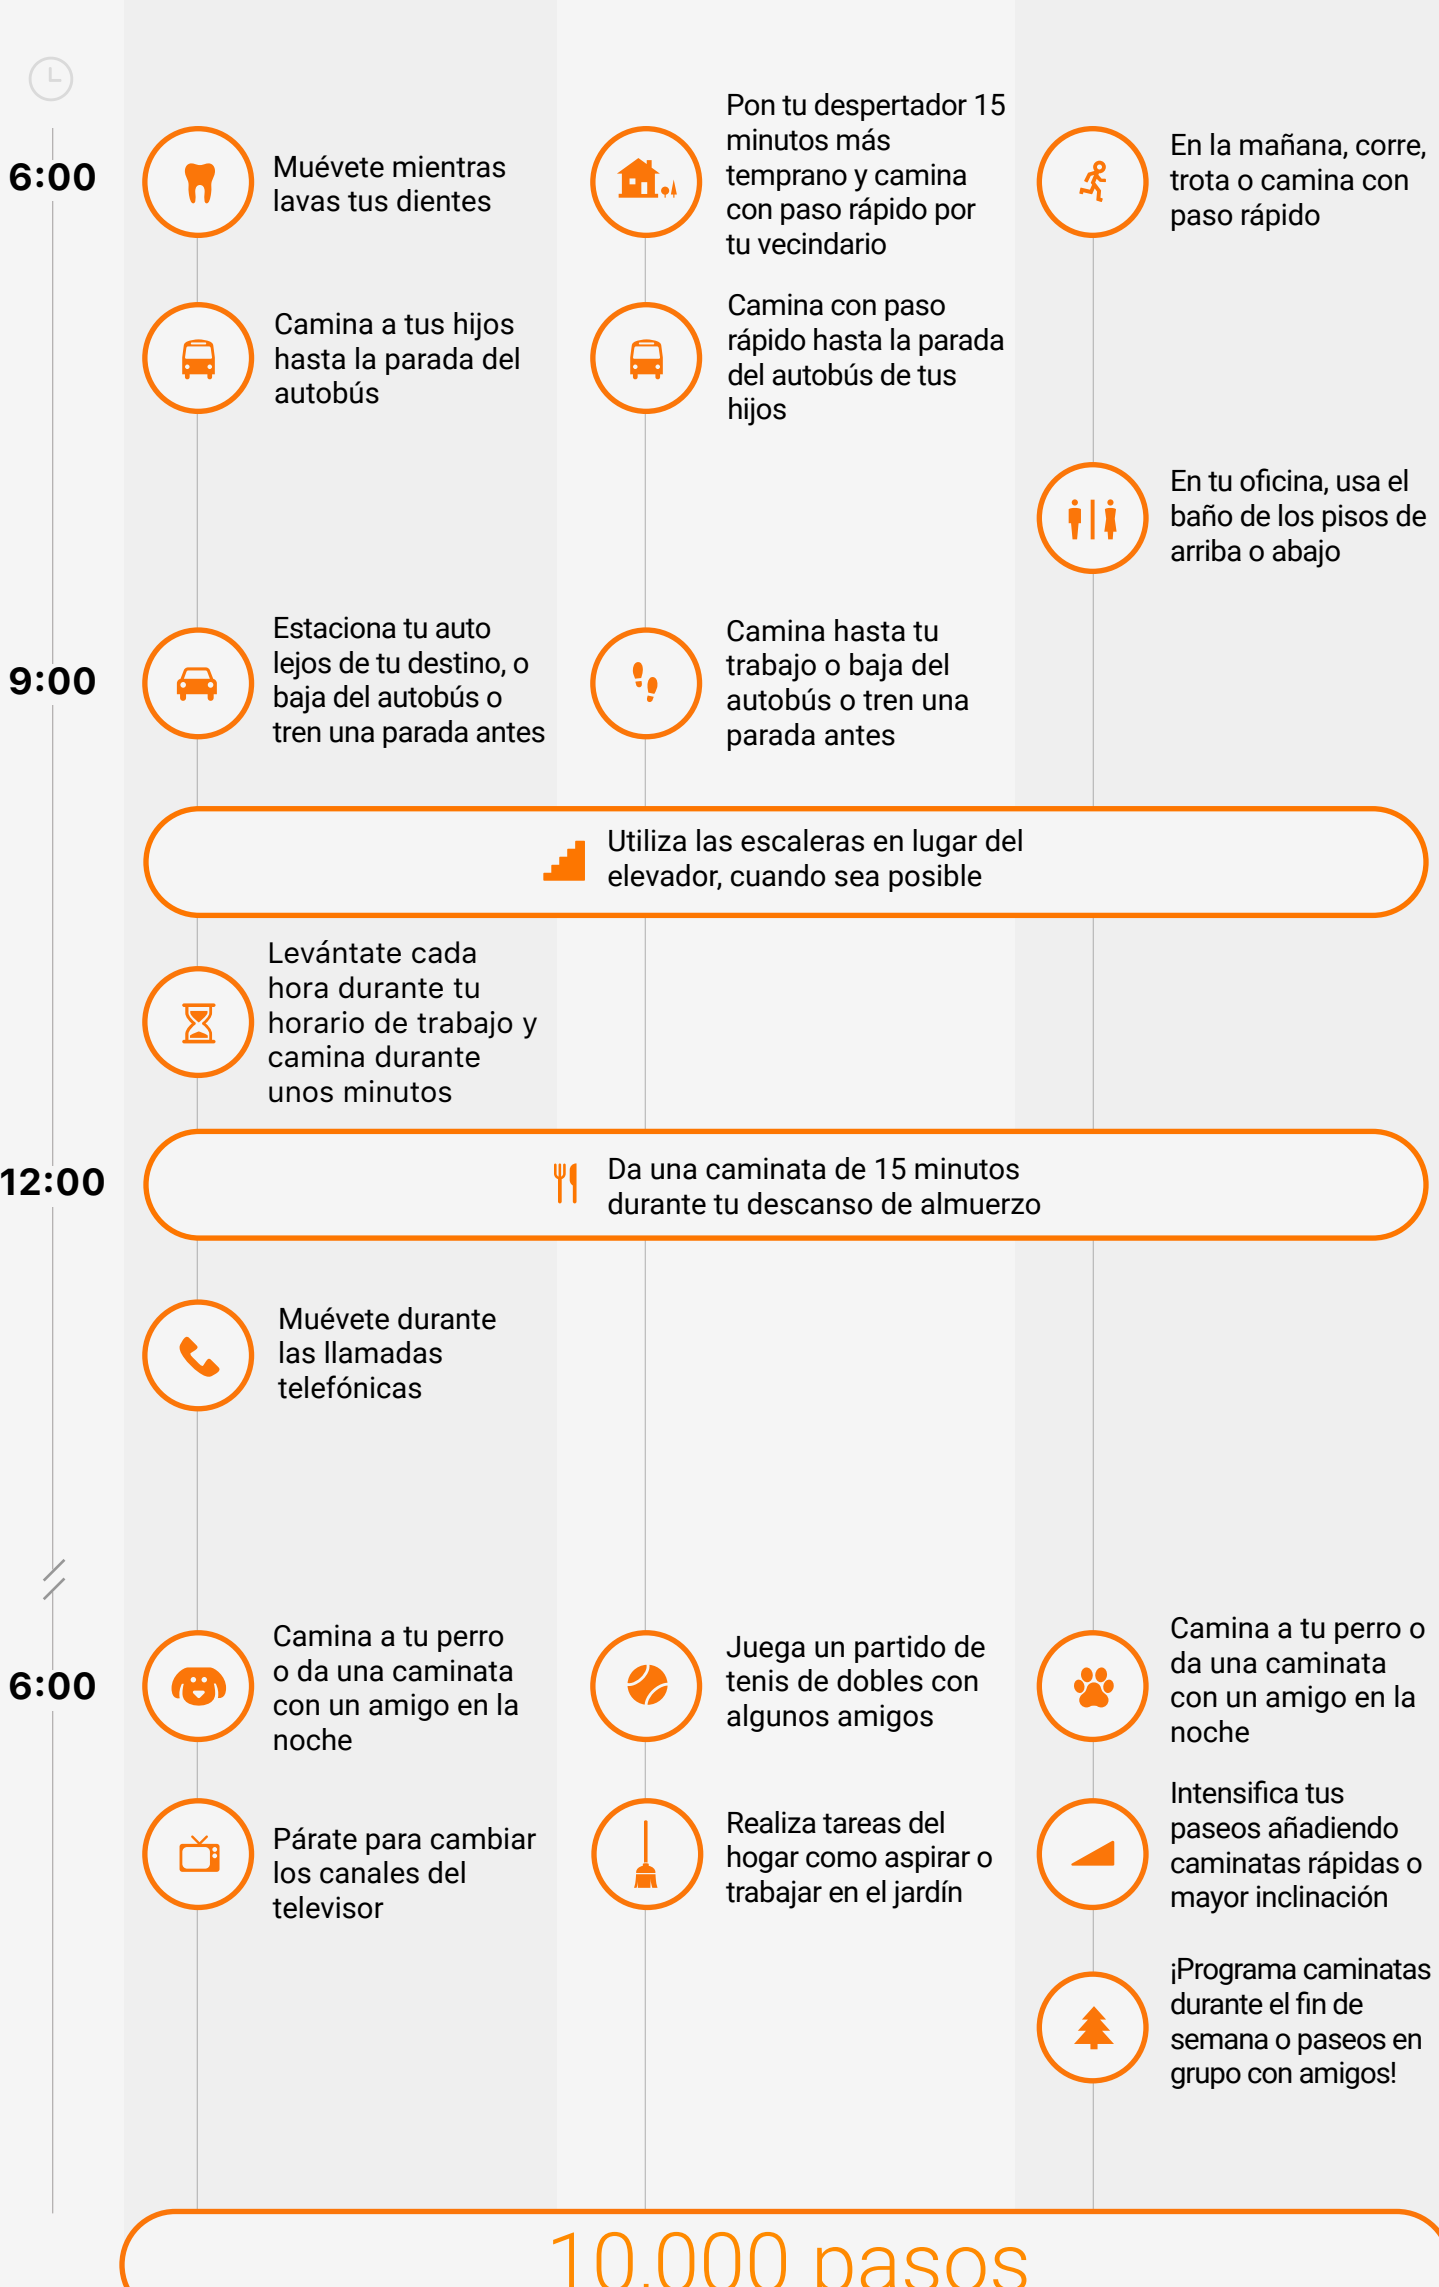 6:00
Muévete mientras
lavas tus dientes
Pon tu despertador 15
minutos más
temprano y camina
con paso rápido por
tu vecindario
En la mañana, corre,
trota o camina con
paso rápido
Camina a tus hijos
hasta la parada del
autobús
Camina con paso
rápido hasta la parada
del autobús de tus
hijos
En tu oficina, usa el
baño de los pisos de
arriba o abajo
9:00
Estaciona tu auto
lejos de tu destino, o
baja del autobús o
tren una parada antes
Camina hasta tu
trabajo o baja del
autobús o tren una
parada antes
Utiliza las escaleras en lugar del
elevador, cuando sea posible
Levántate cada
hora durante tu
horario de trabajo y
camina durante
unos minutos
12:00
Da una caminata de 15 minutos
durante tu descanso de almuerzo
Muévete durante
las llamadas
telefónicas
6:00
Camina a tu perro
o da una caminata
con un amigo en la
noche
Juega un partido de
tenis de dobles con
algunos amigos
Camina a tu perro o
da una caminata
con un amigo en la
noche
Párate para cambiar
los canales del
televisor
Realiza tareas del
hogar como aspirar o
trabajar en el jardín
Intensifica tus
paseos añadiendo
caminatas rápidas o
mayor inclinación
¡Programa caminatas
durante el fin de
semana o paseos en
grupo con amigos!
10.000 pasos